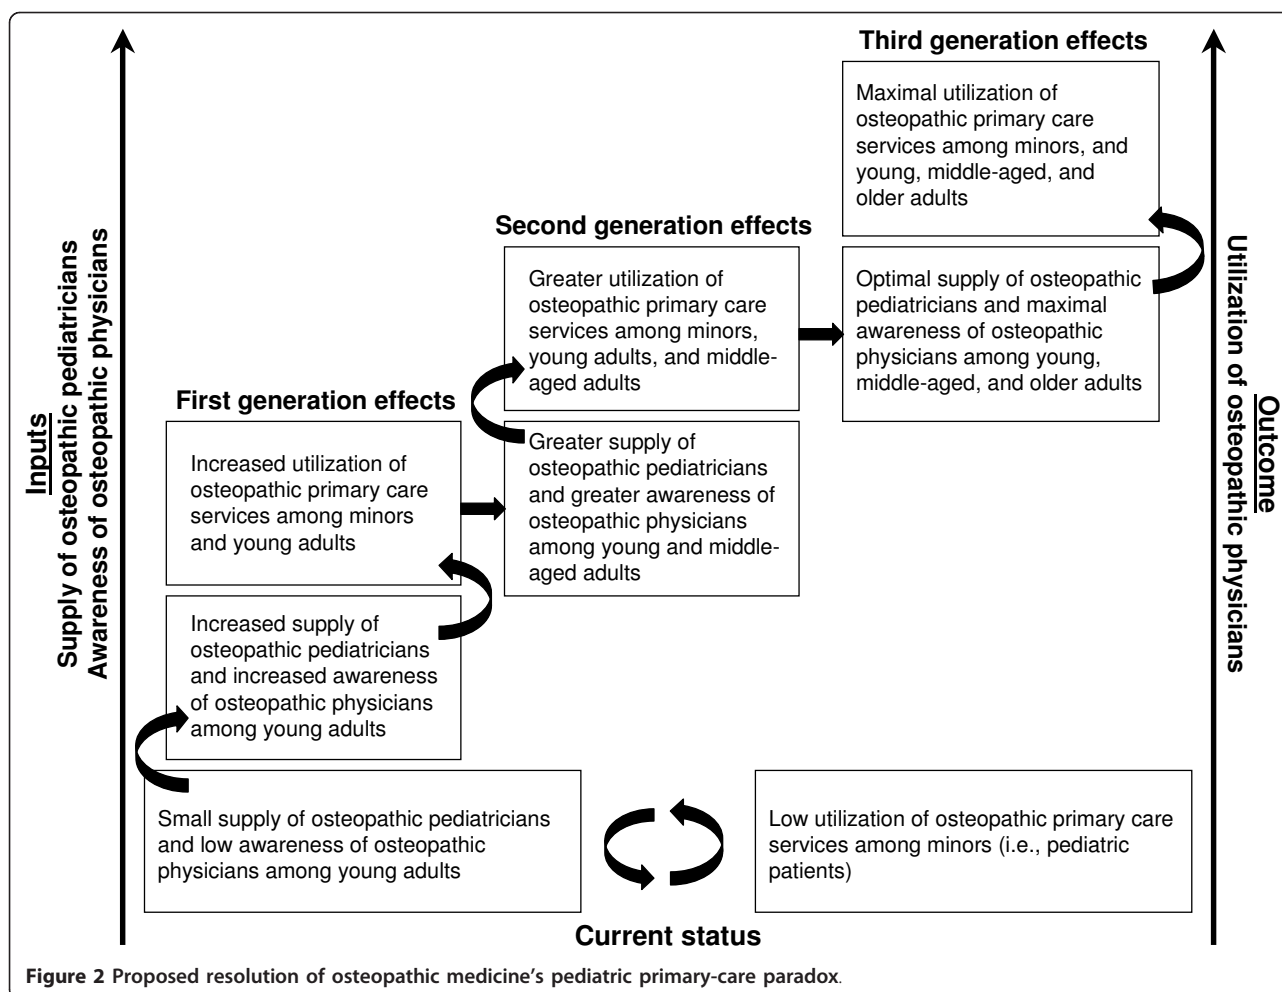 Third generation effects
Maximal utilization of
osteopathic primary care
services among minors, and
young, middle-aged, and
older adults
Second generation effects
Greater utilization of
osteopathic primary care
services among minors,
young adults, and middle-
aged adults
Optimal supply of osteopathic
pediatricians and maximal
awareness of osteopathic
physicians among young,
middle-aged, and older adults
First generation effects
Increased utilization of
osteopathic primary care
services among minors
and young adults
Greater supply of
osteopathic pediatricians
and greater awareness of
osteopathic physicians
among young and middle-
aged adults
Increased supply of
osteopathic pediatricians
and increased awareness
of osteopathic physicians
among young adults
Small supply of osteopathic pediatricians
and low awareness of osteopathic
physicians among young adults
Low utilization of osteopathic primary care
services among minors (i.e., pediatric
patients)
Current status
Inputs
Supply of osteopathic pediatricians
Awareness of osteopathic physicians
Outcome
Utilization of osteopathic physicians
Figure 2 Proposed resolution of osteopathic medicine's pediatric primary-care paradox.